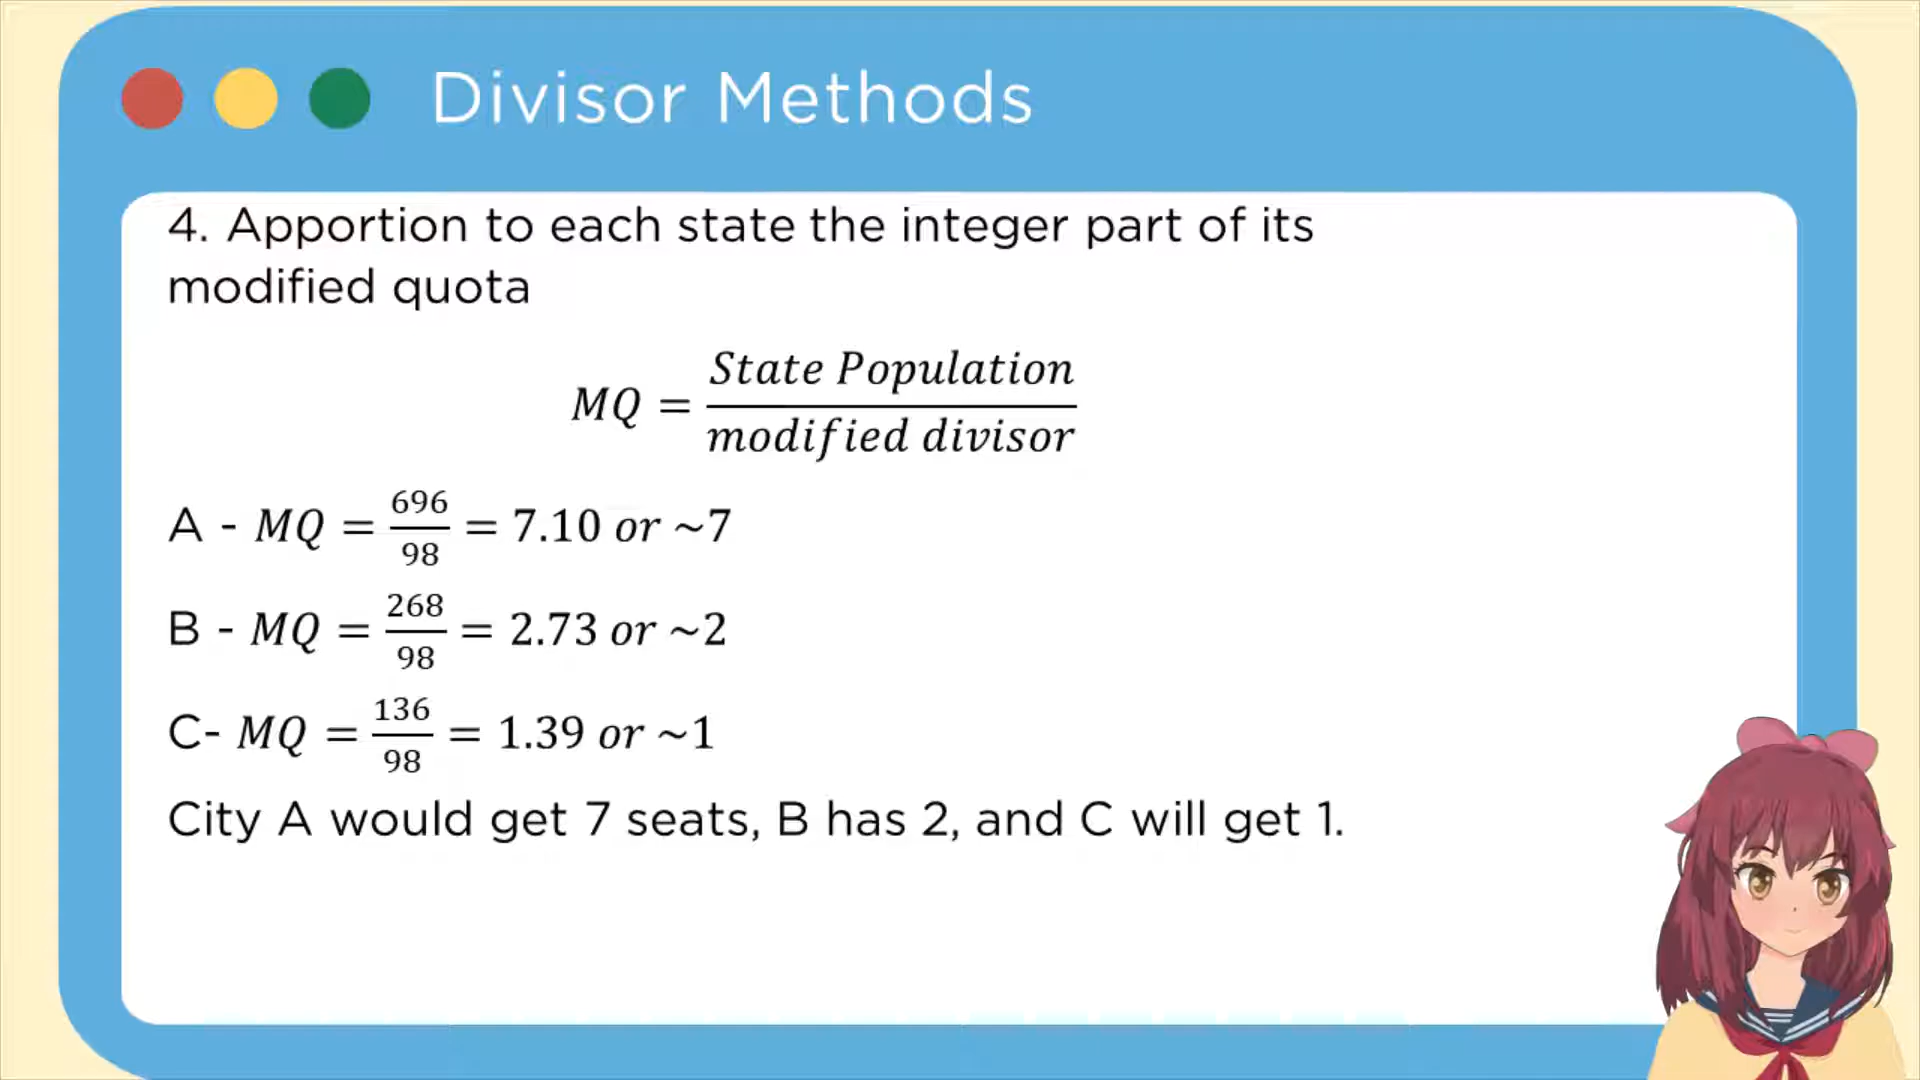 Divisor Methods
4. Apportion to each state the integer part of its
modified quota
MQ = State Population / modified divisor
A - MQ = 696/98 = 7.10 or ~7
B - MQ = 268/98 = 2.73 or ~2
C- MQ = 136/98 = 1.39 or ~1
City A would get 7 seats, B has 2, and C will get 1.